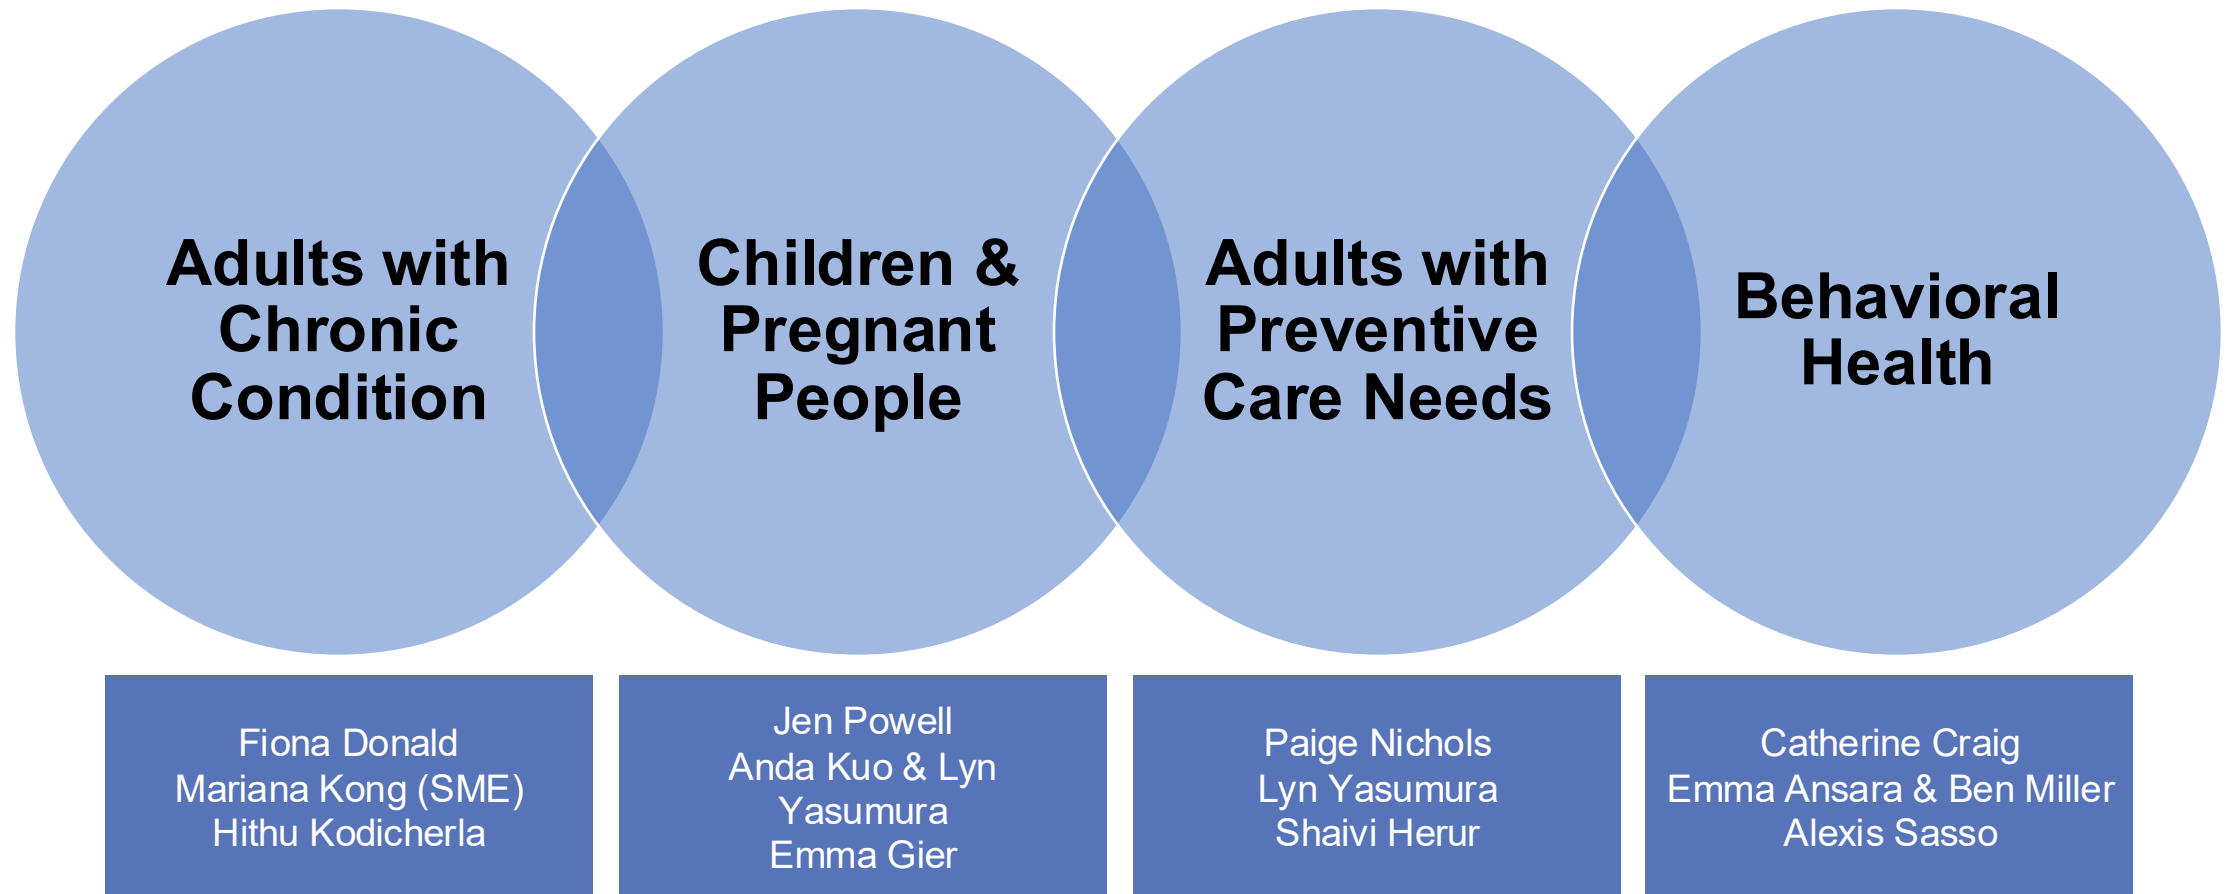 Adults with
Chronic
Condition
Children &
Pregnant
People
Adults with
Preventive
Care Needs
Behavioral
Health
Fiona Donald
Mariana Kong (SME)
Hithu Kodicherla
Jen Powell
Anda Kuo & Lyn
Yasumura
Emma Gier
Paige Nichols
Lyn Yasumura
Shaivi Herur
Catherine Craig
Emma Ansara & Ben Miller
Alexis Sasso